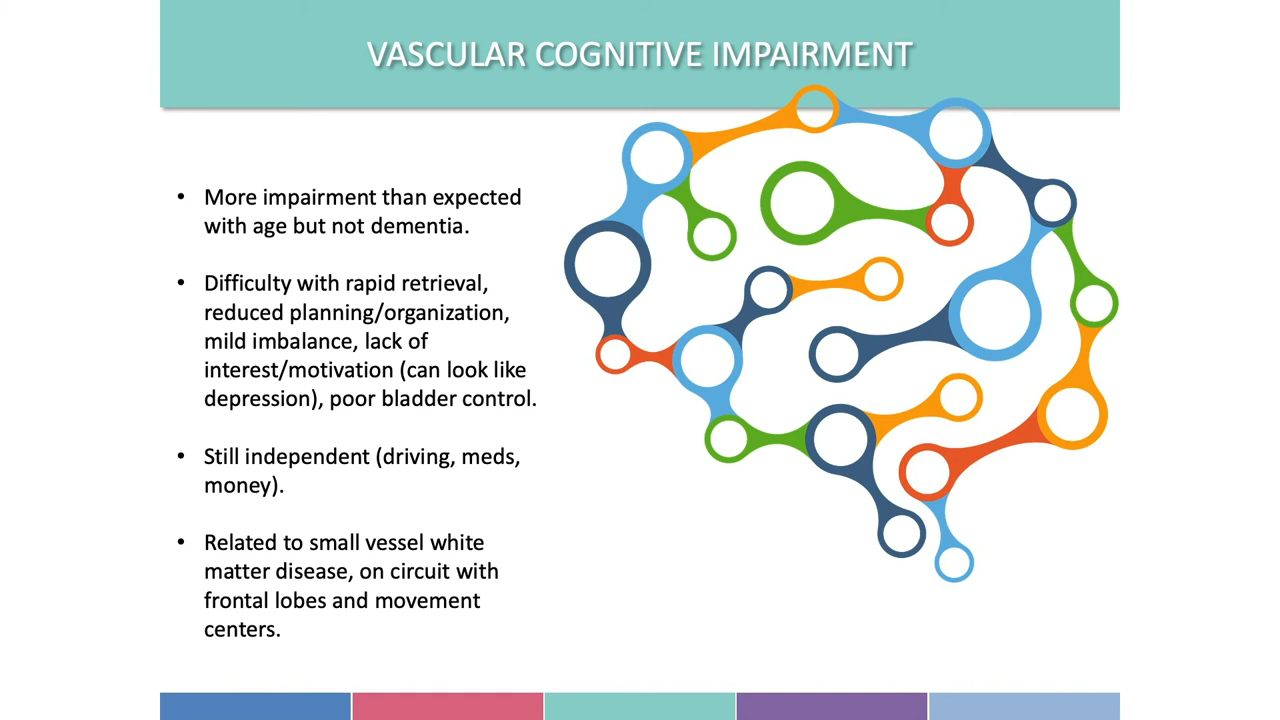 VASCULAR COGNITIVE IMPAIRMENT
• More impairment than expected
with age but not dementia.
• Difficulty with rapid retrieval,
reduced planning/organization,
mild imbalance, lack of
interest/motivation (can look like
depression), poor bladder control.
• Still independent (driving, meds,
money).
• Related to small vessel white
matter disease, on circuit with
frontal lobes and movement
centers.